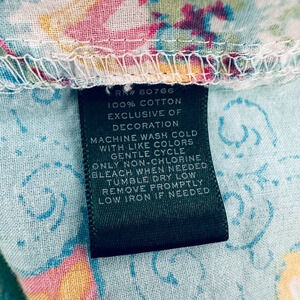 RN 80766
100% COTTON
EXCLUSIVE OF
DECORATION
MACHINE WASH COLD
WITH LIKE COLORS
GENTLE CYCLE
ONLY NON-CHLORINE
BLEACH WHEN NEEDED
TUMBLE DRY LOW
REMOVE PROMPTLY
LOW IRON IF NEEDED